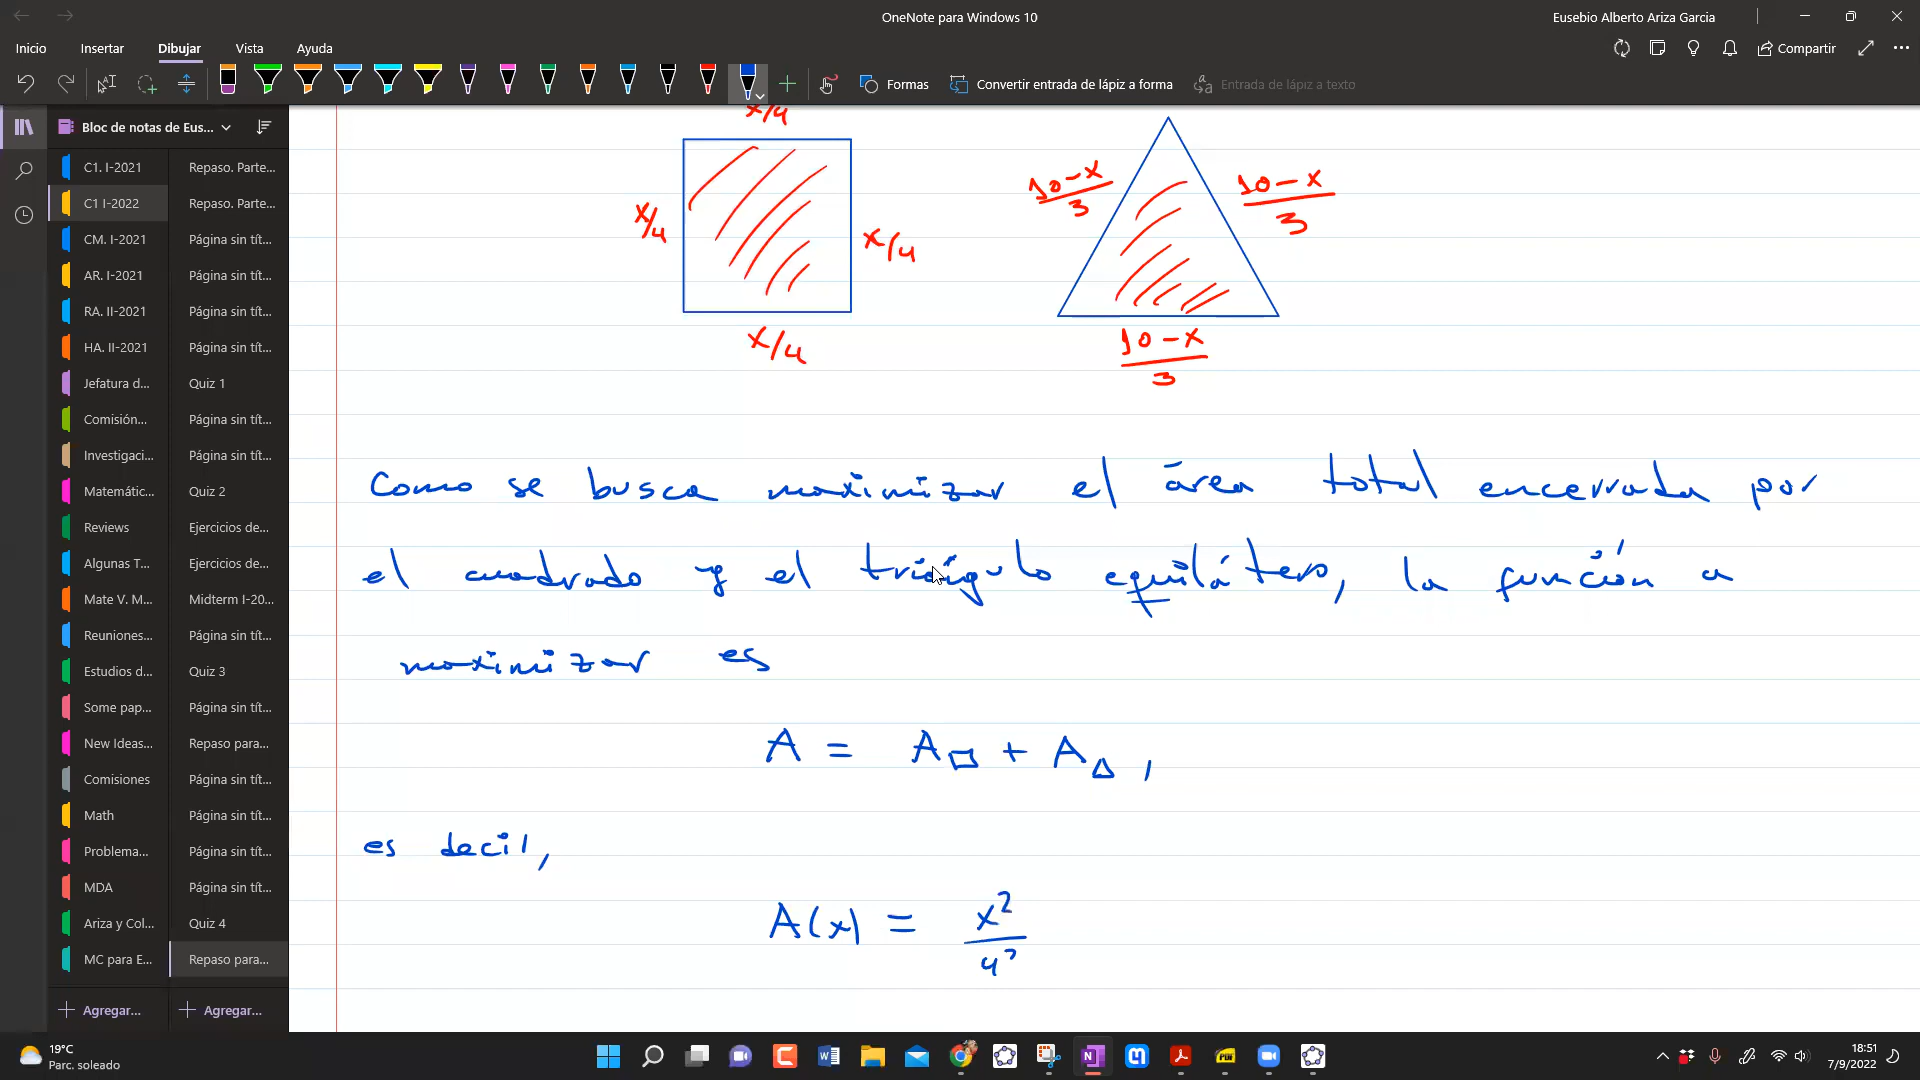 OneNote para Windows 10
Eusebio Alberto Ariza Garcia
Inicio
Insertar
Dibujar
Vista
Ayuda
Compartir
Formas
Convertir entrada de lápiz a forma
Entrada de lápiz a texto
Bloc de notas de Eus...
C1. I-2021
C1 I-2022
CM. I-2021
AR. I-2021
RA. II-2021
HA. II-2021
Jefatura d...
Comisión...
Investigaci...
Matemátic...
Reviews
Algunas T...
Mate V. M...
Reuniones...
Estudios d...
Some pap...
New Ideas...
Comisiones
Math
Problema...
MDA
Ariza y Col...
MC para E...
Agregar...
Repaso. Parte...
Repaso. Parte...
Página sin tít...
Página sin tít...
Página sin tít...
Página sin tít...
Quiz 1
Página sin tít...
Página sin tít...
Quiz 2
Ejercicios de...
Ejercicios de...
Midterm I-20...
Página sin tít...
Quiz 3
Página sin tít...
Repaso para...
Página sin tít...
Página sin tít...
Página sin tít...
Página sin tít...
Quiz 4
Repaso para...
Agregar...
x/4
x/4
x/4
x/4
10-x
3
10-x
3
10-x
3
Como se busca maximizar el área total encerrada por
el cuadrado y el triángulo equilátero, la función a
maximizar es
A = A□ + A△ ,
es decir,
A(x) = x²
4²
19°C
Parc. soleado
18:51
7/9/2022